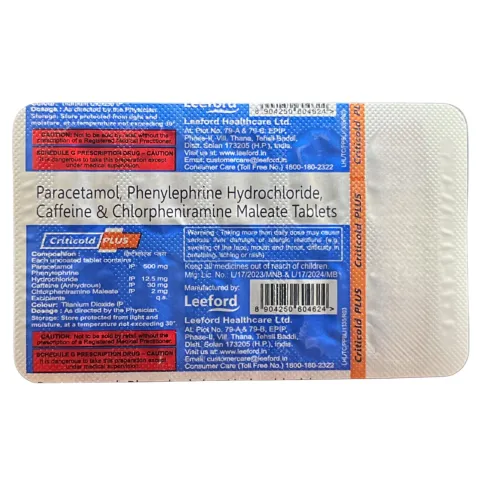 Colour: Titanium Dioxide IP
Dosage : As directed by the Physician.
Storage: Store protected from light and
moisture, at a temperature not exceeding 30°.
CAUTION: Not to be sold by retail without the
prescription of a Registered Medical Practitioner.
SCHEDULE G PRESCRIPTION DRUG – CAUTION
It is dangerous to take this preparation except
under medical supervision.
Leeford
8 904250 804624
Leeford Healthcare Ltd.
At: Plot No. 79-A & 79-B, EPIP,
Phase-II, Vill. Thana, Tehsil Baddi,
Distt. Solan 173205 (H.P.), India.
Visit us at: www.leeford.in
Email: customercare@leeford.in
Consumer Care (Toll Free No.) 1800-180-2322
Criticold PLUS
Paracetamol, Phenylephrine Hydrochloride,
Caffeine & Chlorpheniramine Maleate Tablets
Criticold PLUS
Composition :
Each uncoated tablet contains :
Paracetamol IP 500 mg
Phenylephrine
Hydrochloride IP 12.5 mg
Caffeine (Anhydrous) IP 30 mg
Chlorpheniramine Maleate IP 2 mg
Excipients q.s.
Colour: Titanium Dioxide IP
Dosage : As directed by the Physician.
Storage: Store protected from light and
moisture, at a temperature not exceeding 30°.
CAUTION: Not to be sold by retail without the
prescription of a Registered Medical Practitioner.
SCHEDULE G PRESCRIPTION DRUG – CAUTION
It is dangerous to take this preparation except
under medical supervision.
Warning : Taking more than daily dose may cause
serious liver damage or allergic reactions (e.g.
swelling of the face, mouth and throat, difficulty in
breathing, itching or rash)
Keep all medicines out of reach of children
Mfg. Lic. No.: L/17/2023/MNB & L/17/2024/MB
Manufactured by:
Leeford
8 904250 804624
Leeford Healthcare Ltd.
At: Plot No. 79-A & 79-B, EPIP,
Phase-II, Vill. Thana, Tehsil Baddi,
Distt. Solan 173205 (H.P.), India.
Visit us at: www.leeford.in
Email: customercare@leeford.in
Consumer Care (Toll Free No.) 1800-180-2322
Criticold PLUS
Criticold PLUS